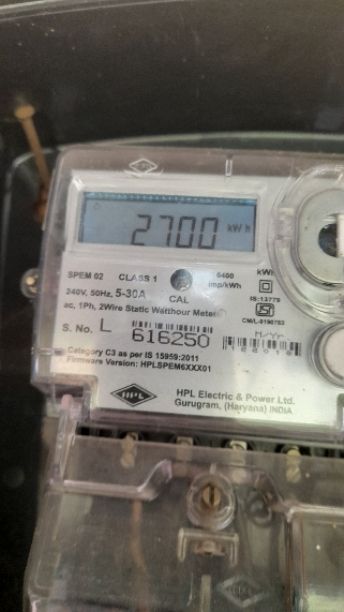 HPL
2700 kWh
SPEM 02 CLASS 1 6400 imp/kWh kWh
240V, 50Hz, 5-30A CAL
ac, 1Ph, 2Wire Static Watthour Meter
IS:13779
S. No. L 616250
M/Yr.
Category C3 as per IS 15959:2011
Firmware Version: HPLSPEM6XXX01
HPL HPL Electric & Power Ltd.
Gurugram, (Haryana) INDIA